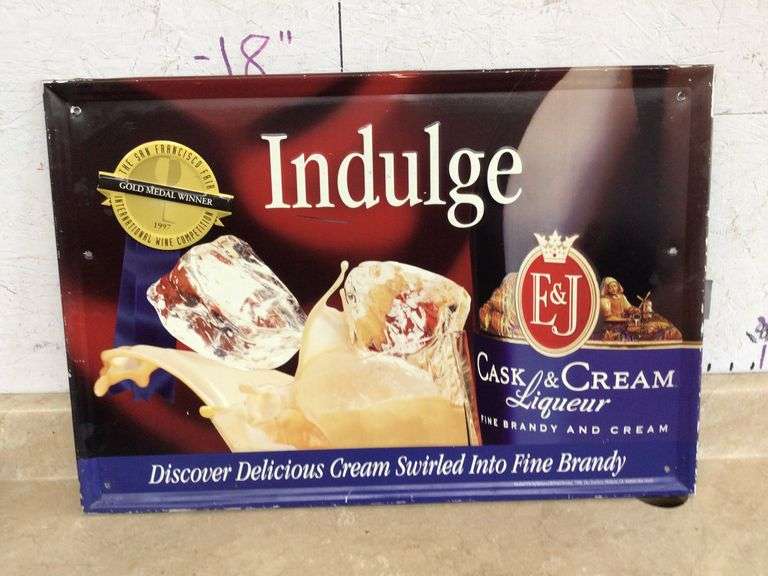 -18"
Indulge
THE SAN FRANCISCO FAIR
GOLD MEDAL WINNER
1997
INTERNATIONAL WINE COMPETITION
E&J
CASK & CREAM
Liqueur
FINE BRANDY AND CREAM
Discover Delicious Cream Swirled Into Fine Brandy